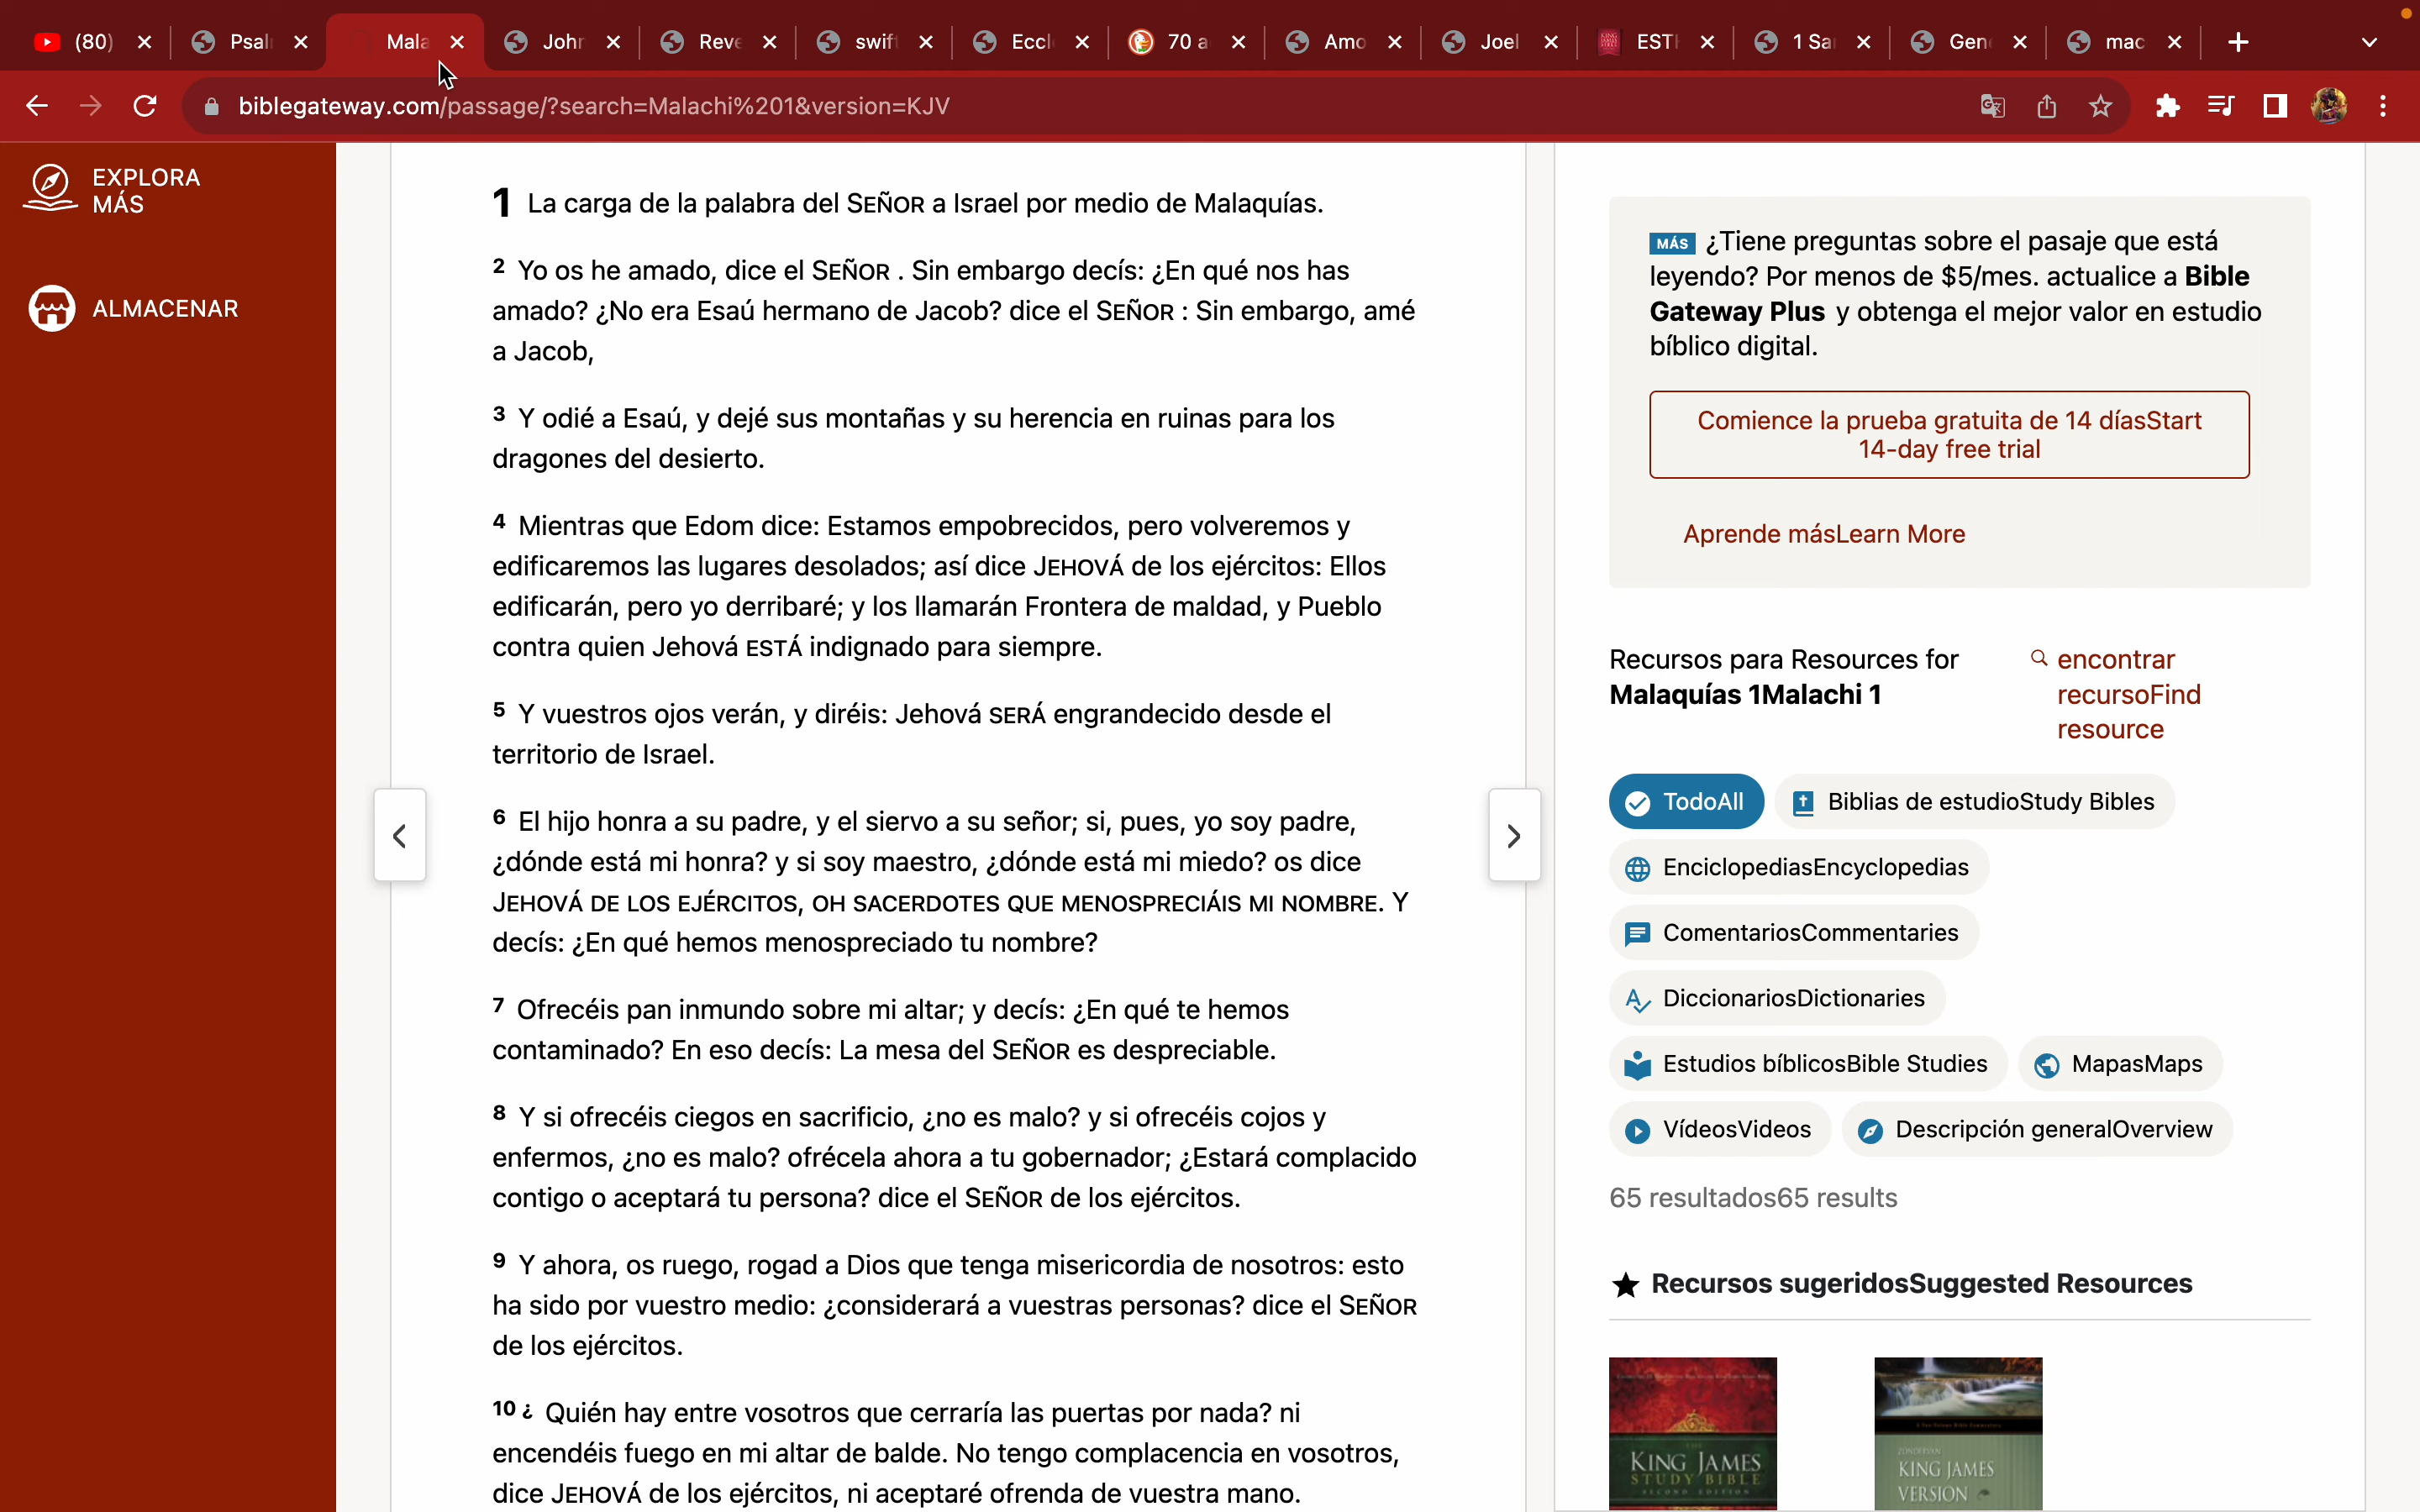 (80)
Psal
Mala
John
Reve
swif
Eccl
70 a
Amo
Joel
EST
1 Sa
Gen
mac
biblegateway.com/passage/?search=Malachi%201&version=KJV
EXPLORA
MÁS
ALMACENAR
1 La carga de la palabra del SEÑOR a Israel por medio de Malaquías.
2 Yo os he amado, dice el SEÑOR . Sin embargo decís: ¿En qué nos has
amado? ¿No era Esaú hermano de Jacob? dice el SEÑOR : Sin embargo, amé
a Jacob,
3 Y odié a Esaú, y dejé sus montañas y su herencia en ruinas para los
dragones del desierto.
4 Mientras que Edom dice: Estamos empobrecidos, pero volveremos y
edificaremos las lugares desolados; así dice JEHOVÁ de los ejércitos: Ellos
edificarán, pero yo derribaré; y los llamarán Frontera de maldad, y Pueblo
contra quien Jehová ESTÁ indignado para siempre.
5 Y vuestros ojos verán, y diréis: Jehová SERÁ engrandecido desde el
territorio de Israel.
6 El hijo honra a su padre, y el siervo a su señor; si, pues, yo soy padre,
¿dónde está mi honra? y si soy maestro, ¿dónde está mi miedo? os dice
JEHOVÁ DE LOS EJÉRCITOS, OH SACERDOTES QUE MENOSPRECIÁIS MI NOMBRE. Y
decís: ¿En qué hemos menospreciado tu nombre?
7 Ofrecéis pan inmundo sobre mi altar; y decís: ¿En qué te hemos
contaminado? En eso decís: La mesa del SEÑOR es despreciable.
8 Y si ofrecéis ciegos en sacrificio, ¿no es malo? y si ofrecéis cojos y
enfermos, ¿no es malo? ofrécela ahora a tu gobernador; ¿Estará complacido
contigo o aceptará tu persona? dice el SEÑOR de los ejércitos.
9 Y ahora, os ruego, rogad a Dios que tenga misericordia de nosotros: esto
ha sido por vuestro medio: ¿considerará a vuestras personas? dice el SEÑOR
de los ejércitos.
10 ¿ Quién hay entre vosotros que cerraría las puertas por nada? ni
encendéis fuego en mi altar de balde. No tengo complacencia en vosotros,
dice JEHOVÁ de los ejércitos, ni aceptaré ofrenda de vuestra mano.
MÁS ¿Tiene preguntas sobre el pasaje que está
leyendo? Por menos de $5/mes. actualice a Bible
Gateway Plus y obtenga el mejor valor en estudio
bíblico digital.
Comience la prueba gratuita de 14 díasStart
14-day free trial
Aprende másLearn More
Recursos para Resources for
Malaquías 1Malachi 1
encontrar
recursoFind
resource
TodoAll
Biblias de estudioStudy Bibles
EnciclopediasEncyclopedias
ComentariosCommentaries
DiccionariosDictionaries
Estudios bíblicosBible Studies
MapasMaps
VídeosVideos
Descripción generalOverview
65 resultados65 results
Recursos sugeridosSuggested Resources
THE
KING JAMES
STUDY BIBLE
SECOND EDITION
KING JAMES
VERSION